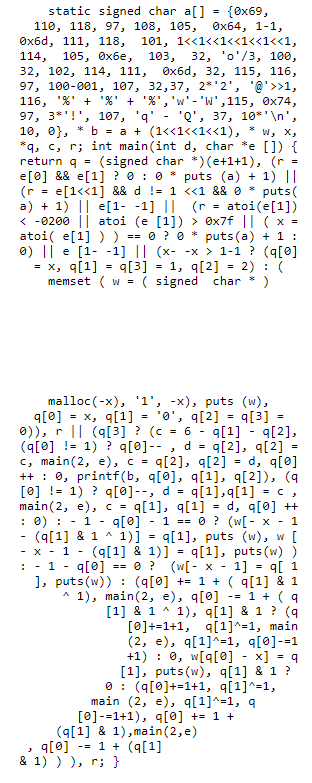 static signed char a[] = {0x69,
110, 118, 97, 108, 105, 0x64, 1-1,
0x6d, 111, 118, 101, 1<<1<<1<<1<<1<<1,
114, 105, 0x6e, 103, 32, 'o'/3, 100,
32, 102, 114, 111, 0x6d, 32, 115, 116,
97, 100-001, 107, 32,37, 2*'2', '@'>>1,
116, '%' + '%' + '%','w'-'W',115, 0x74,
97, 3*'!', 107, 'q' - 'Q', 37, 10*'\n',
10, 0}, * b = a + (1<<1<<1<<1), * w, x,
*q, c, r; int main(int d, char *e []) {
return q = (signed char *)(e+1+1), (r =
e[0] && e[1] ? 0 : 0 * puts (a) + 1) ||
(r = e[1<<1] && d != 1 <<1 && 0 * puts(
a) + 1) || e[1- -1] || (r = atoi(e[1])
< -0200 || atoi (e [1]) > 0x7f || ( x =
atoi( e[1] ) ) == 0 ? 0 * puts(a) + 1 :
0) || e [1- -1] || (x- -x > 1-1 ? (q[0]
= x, q[1] = q[3] = 1, q[2] = 2) : (
memset ( w = ( signed char * )
malloc(-x), '1', -x), puts (w),
q[0] = x, q[1] = '0', q[2] = q[3] =
0)), r || (q[3] ? (c = 6 - q[1] - q[2],
(q[0] != 1) ? q[0]-- , d = q[2], q[2] =
c, main(2, e), c = q[2], q[2] = d, q[0]
++ : 0, printf(b, q[0], q[1], q[2]), (q
[0] != 1) ? q[0]--, d = q[1],q[1] = c ,
main(2, e), c = q[1], q[1] = d, q[0] ++
: 0) : - 1 - q[0] - 1 == 0 ? (w[- x - 1
- (q[1] & 1 ^ 1)] = q[1], puts (w), w [
- x - 1 - (q[1] & 1)] = q[1], puts(w) )
: - 1 - q[0] == 0 ? (w[- x - 1] = q[ 1
], puts(w)) : (q[0] += 1 + ( q[1] & 1
^ 1), main(2, e), q[0] -= 1 + ( q
[1] & 1 ^ 1), q[1] & 1 ? (q
[0]+=1+1, q[1]^=1, main
(2, e), q[1]^=1, q[0]-=1
+1) : 0, w[q[0] - x] = q
[1], puts(w), q[1] & 1 ?
0 : (q[0]+=1+1, q[1]^=1,
main (2, e), q[1]^=1, q
[0]-=1+1), q[0] += 1 +
(q[1] & 1),main(2,e)
, q[0] -= 1 + (q[1]
& 1) ) ), r; }